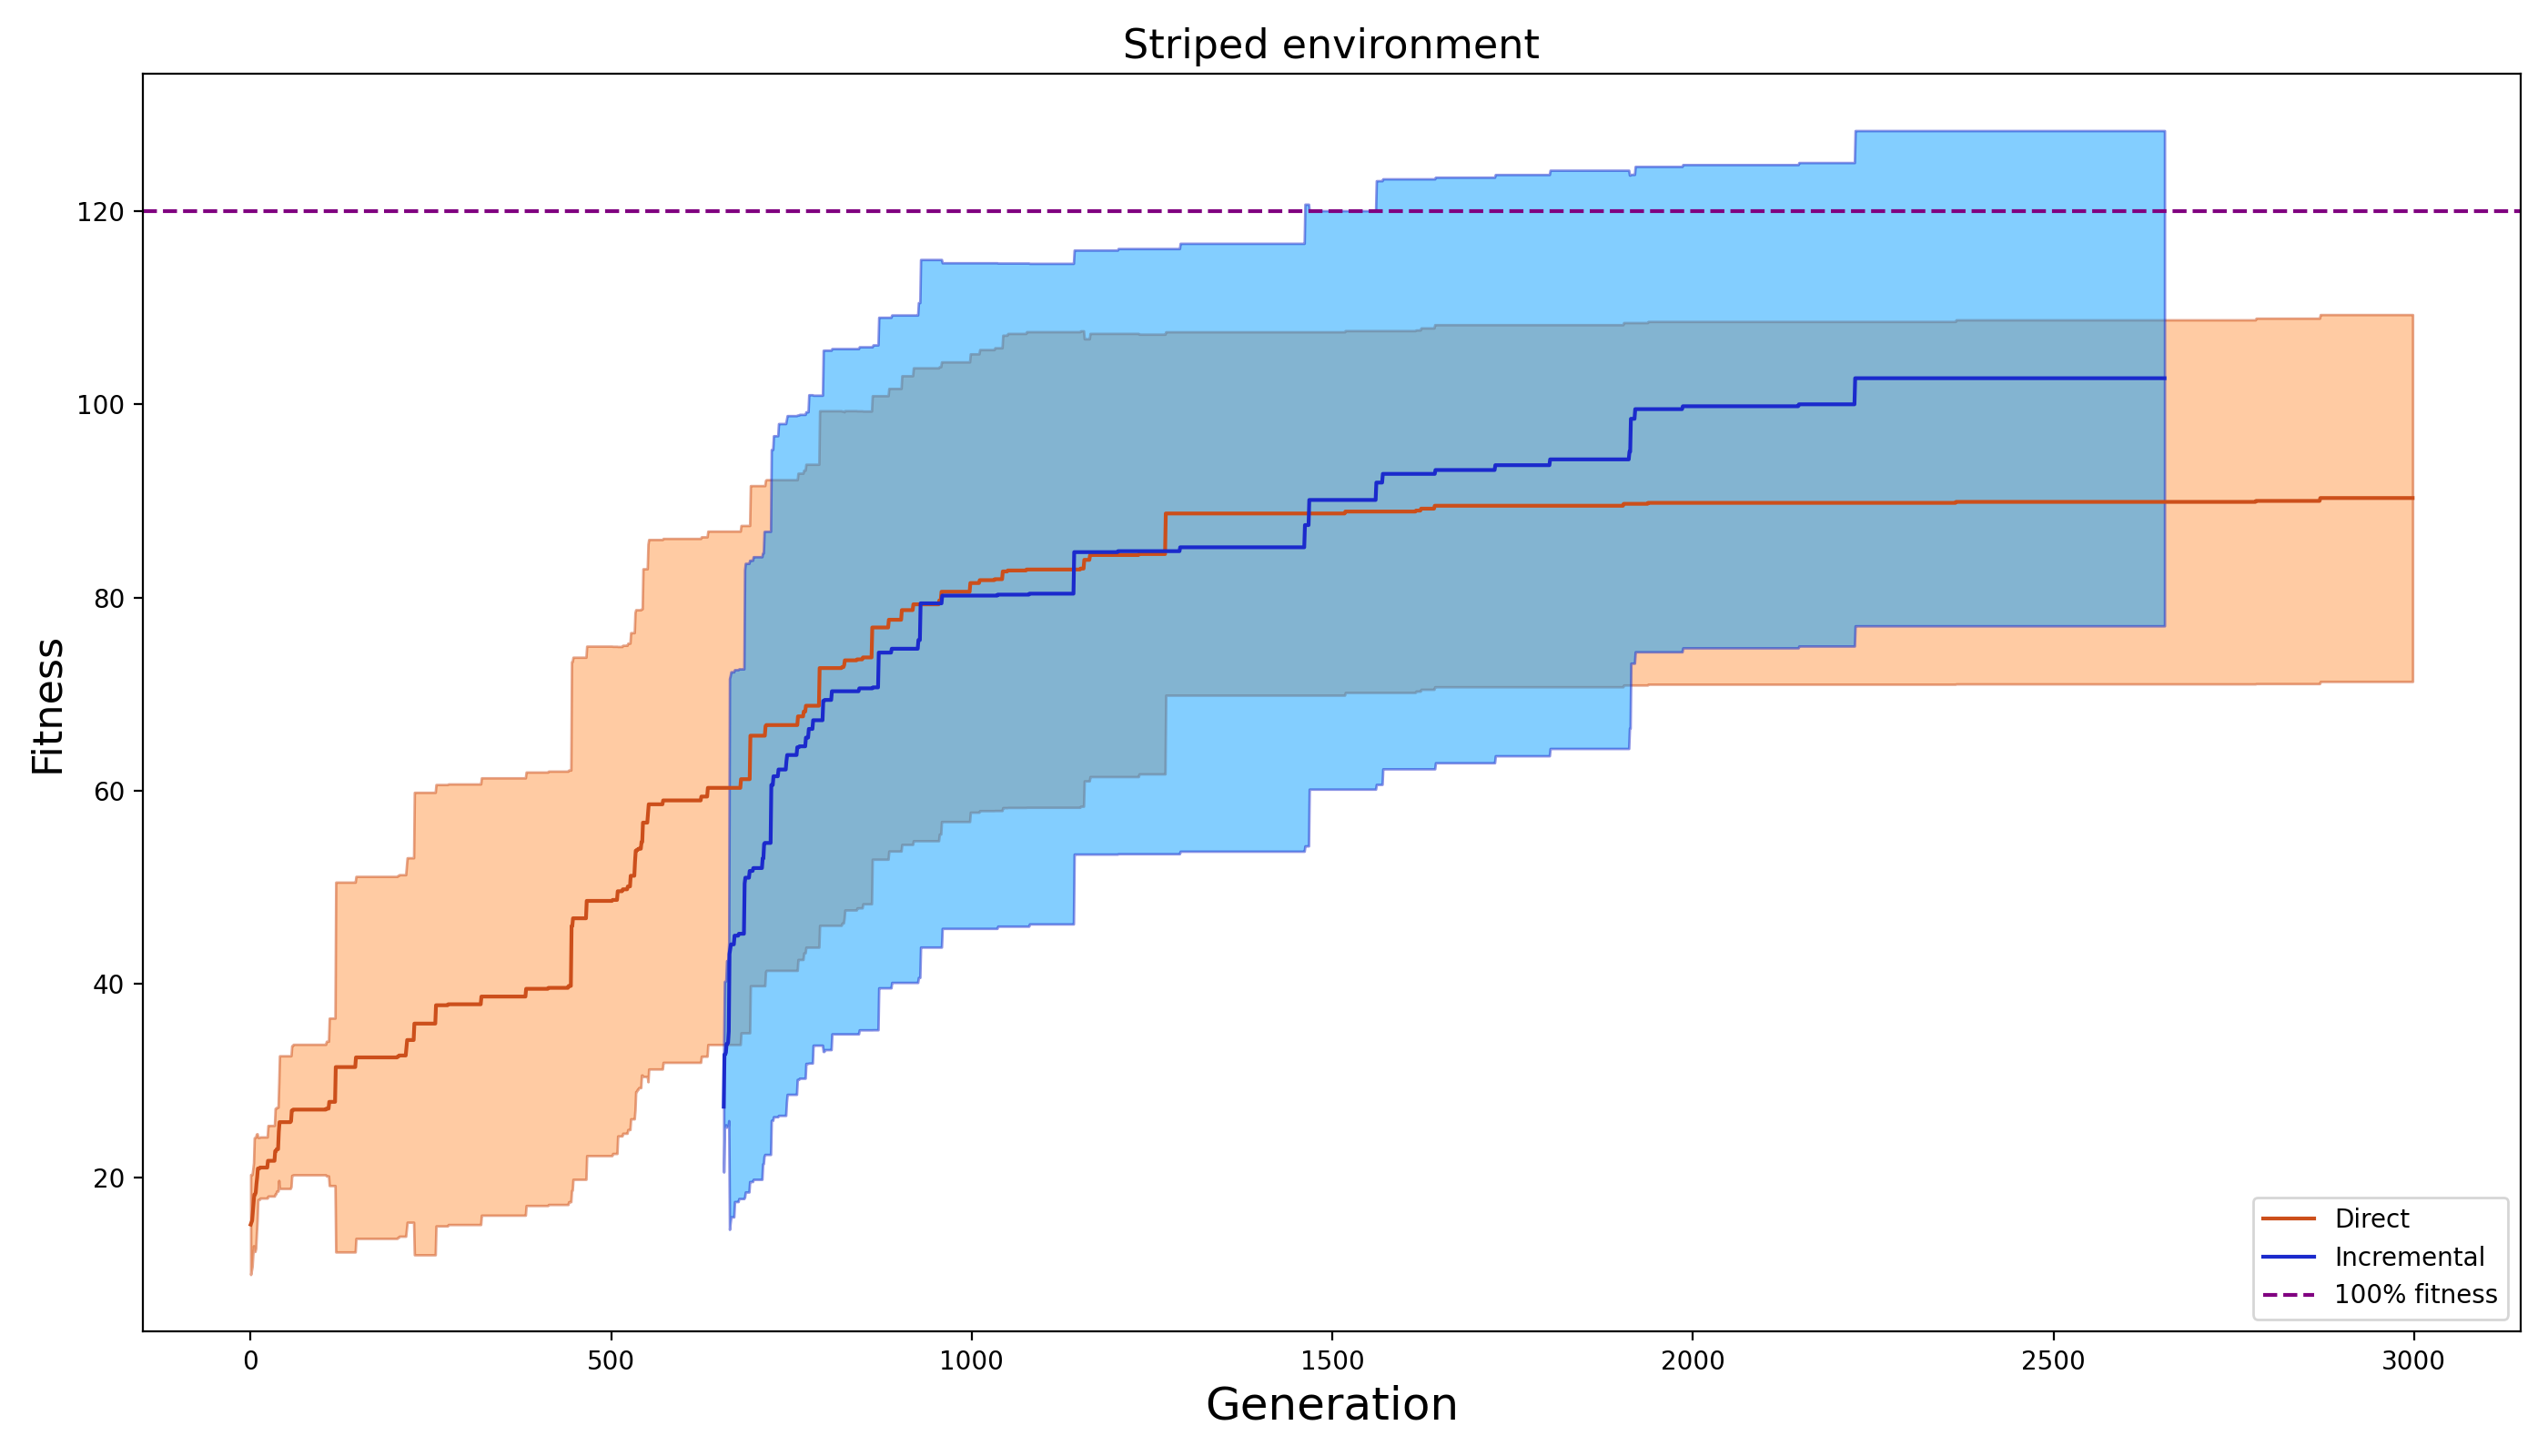 Striped environment
120
100
80
60
40
20
Fitness
0 500 1000 1500 2000 2500 3000
Generation
Direct
Incremental
100% fitness